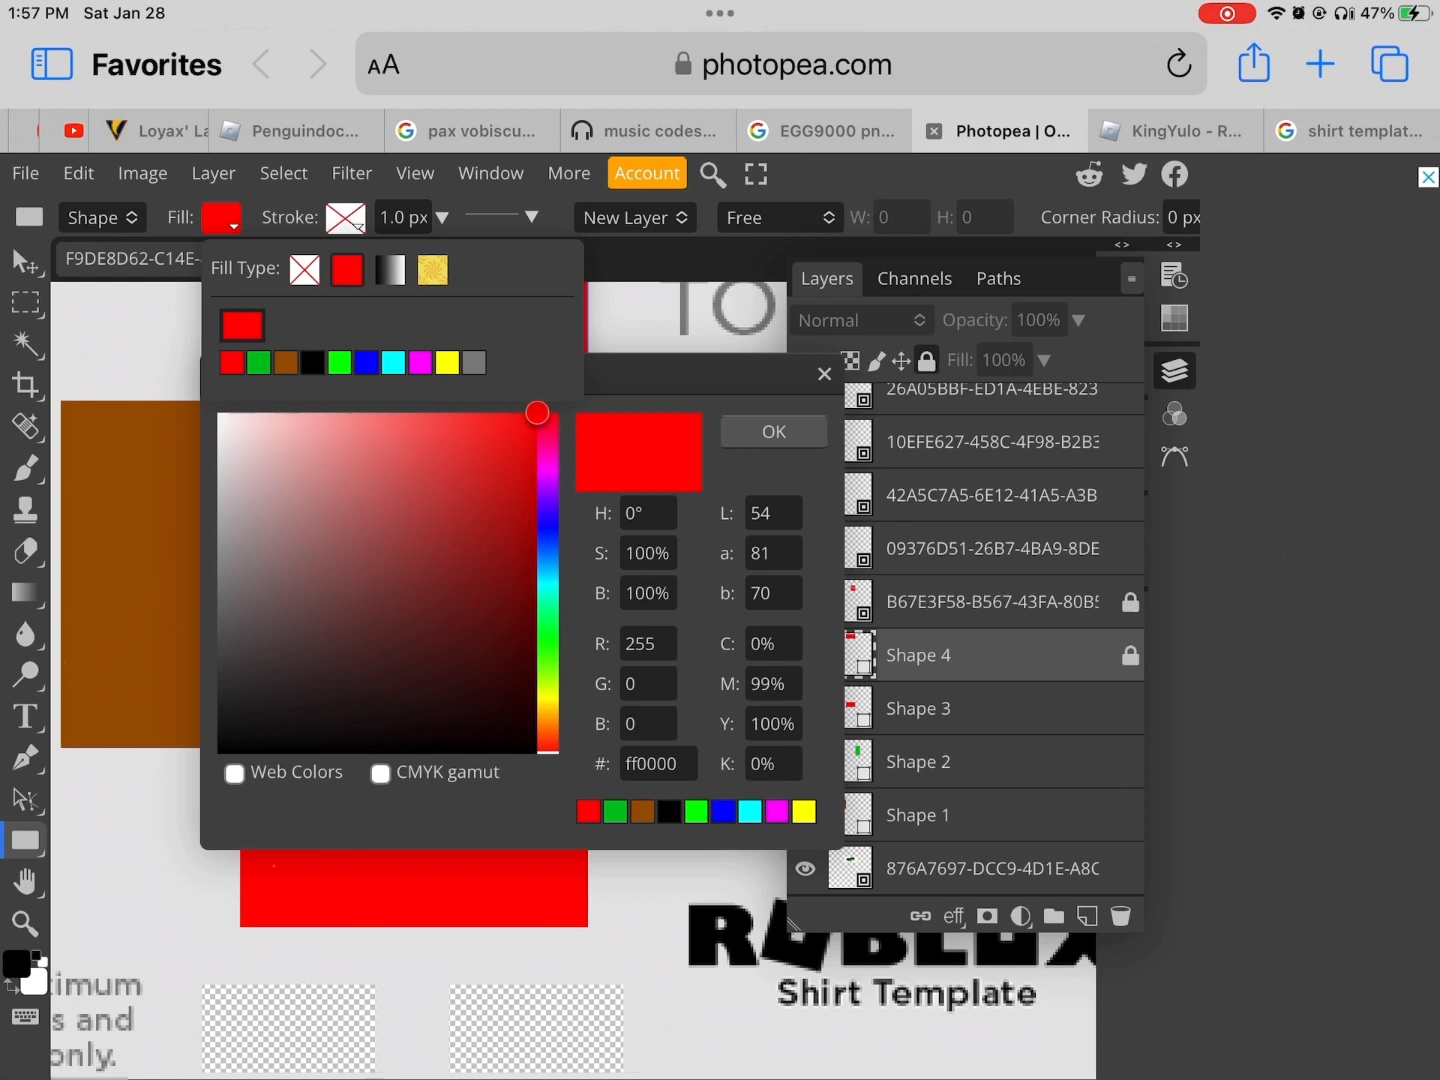 1:57 PM Sat Jan 28
47%
Favorites
AA
photopea.com
Loyax' La
Penguindoc...
pax vobiscu...
music codes...
EGG9000 pn...
Photopea | O...
KingYulo - R...
shirt templat...
File Edit Image Layer Select Filter View Window More Account
Shape Fill: Stroke: 1.0 px New Layer Free W: 0 H: 0 Corner Radius: 0 px
F9DE8D62-C14E-
Fill Type:
TO
Layers Channels Paths
Normal Opacity: 100%
Fill: 100%
26A05BBF-ED1A-4EBE-823
10EFE627-458C-4F98-B2B3
42A5C7A5-6E12-41A5-A3B
09376D51-26B7-4BA9-8DE
B67E3F58-B567-43FA-80B5
Shape 4
Shape 3
Shape 2
Shape 1
876A7697-DCC9-4D1E-A8C
eff
OK
H: 0° L: 54
S: 100% a: 81
B: 100% b: 70
R: 255 C: 0%
G: 0 M: 99%
B: 0 Y: 100%
#: ff0000 K: 0%
Web Colors CMYK gamut
ROBLOX
Shirt Template
imum
s and
only.